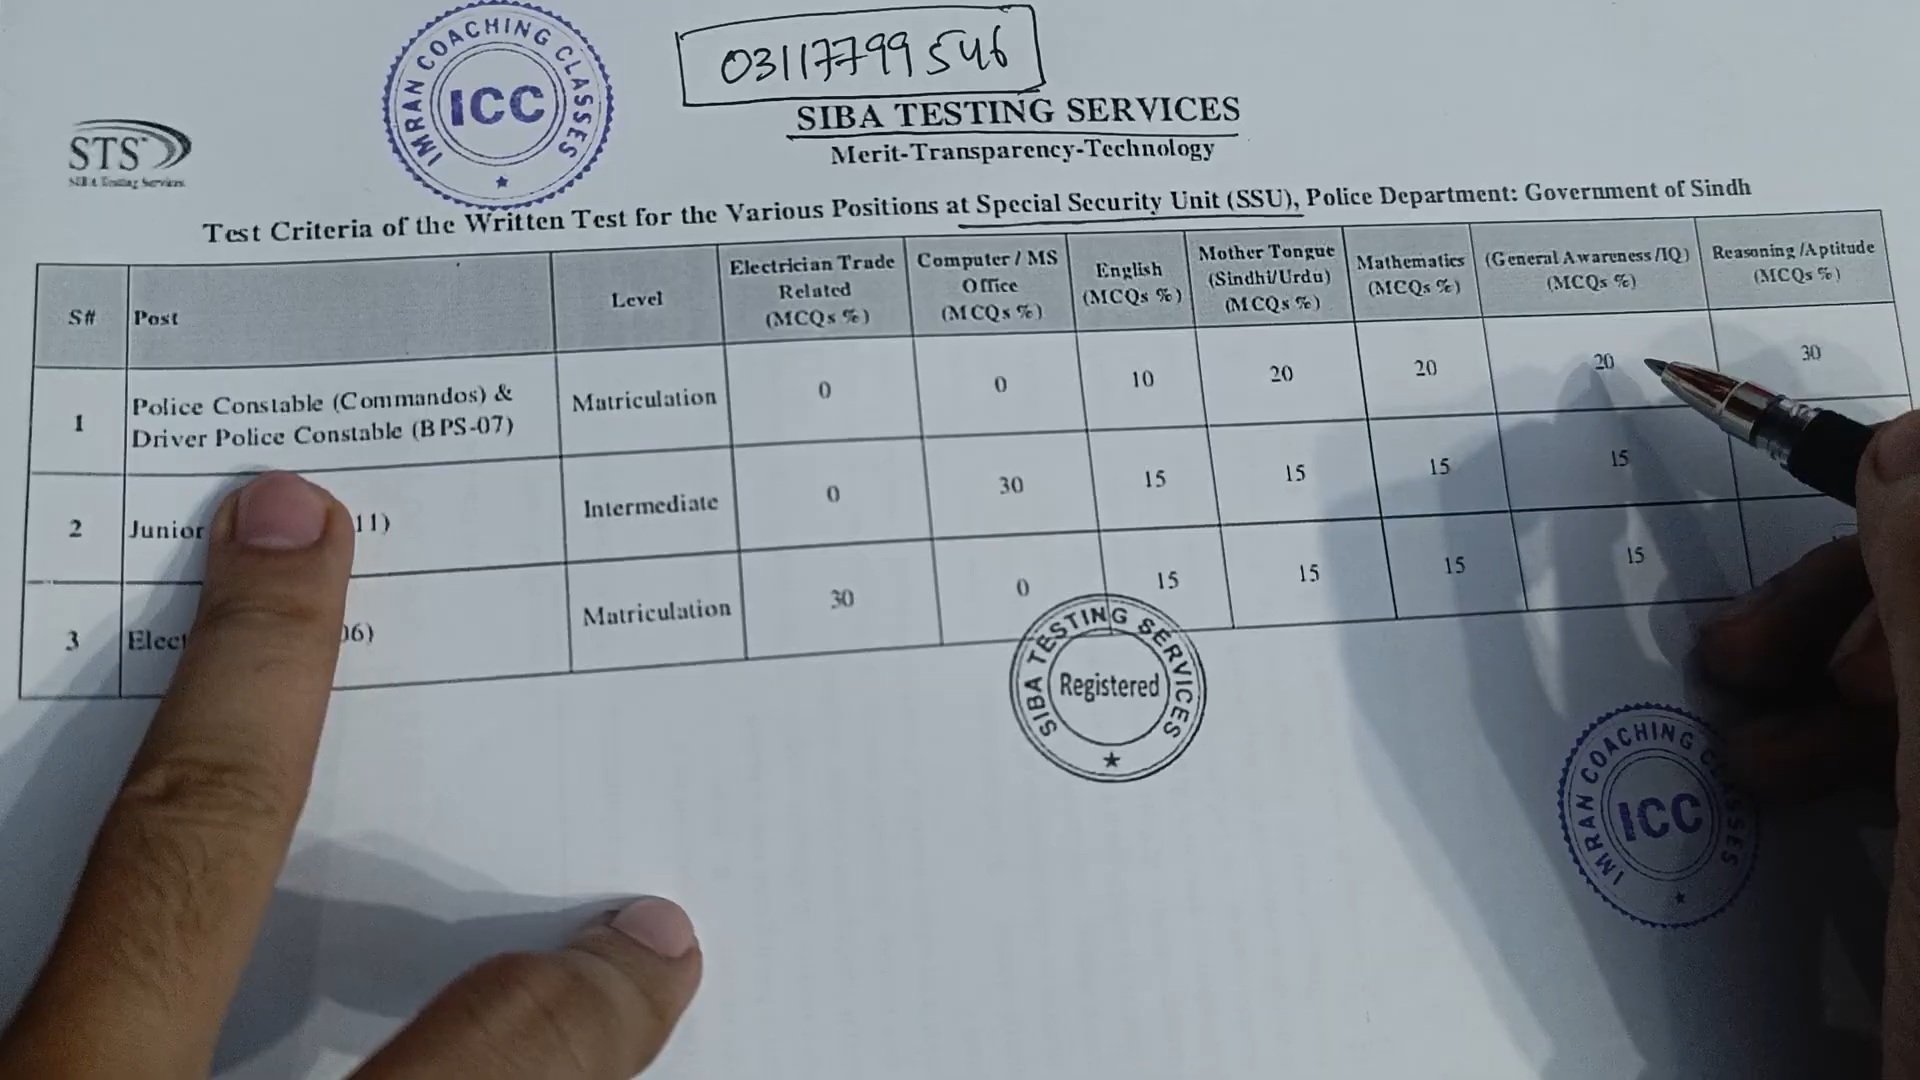 IMRAN COACHING CLASSES
ICC
03117799546
STS
SIBA Testing Services
SIBA TESTING SERVICES
Merit-Transparency-Technology
Test Criteria of the Written Test for the Various Positions at Special Security Unit (SSU), Police Department: Government of Sindh
S# Post Level Electrician Trade Related (MCQs %) Computer / MS Office (MCQs %) English (MCQs %) Mother Tongue (Sindhi/Urdu) (MCQs %) Mathematics (MCQs %) (General Awareness /IQ) (MCQs %) Reasoning /Aptitude (MCQs %)
1 Police Constable (Commandos) & Driver Police Constable (BPS-07) Matriculation 0 0 10 20 20 20 30
2 Junior 11) Intermediate 0 30 15 15 15 15
3 Elect 06) Matriculation 30 0 15 15 15 15
SIBA TESTING SERVICES
Registered
IMRAN COACHING CLASSES
ICC